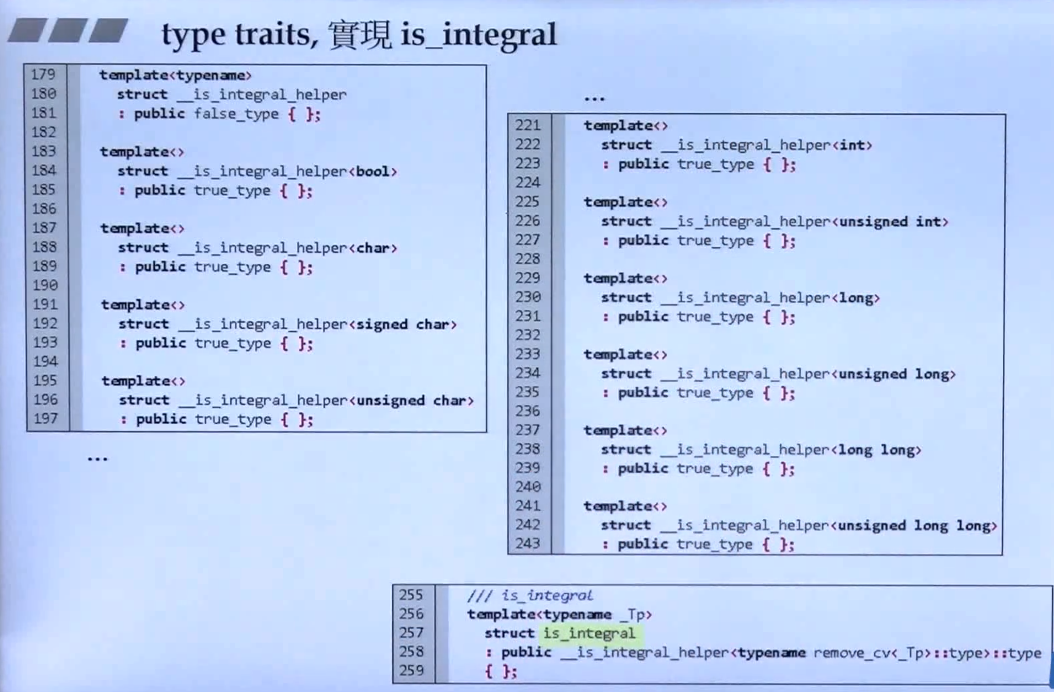 type traits, 實現 is_integral
179 template<typename>
180 struct __is_integral_helper
181 : public false_type { };
182
183 template<>
184 struct __is_integral_helper<bool>
185 : public true_type { };
186
187 template<>
188 struct __is_integral_helper<char>
189 : public true_type { };
190
191 template<>
192 struct __is_integral_helper<signed char>
193 : public true_type { };
194
195 template<>
196 struct __is_integral_helper<unsigned char>
197 : public true_type { };
...
...
221 template<>
222 struct __is_integral_helper<int>
223 : public true_type { };
224
225 template<>
226 struct __is_integral_helper<unsigned int>
227 : public true_type { };
228
229 template<>
230 struct __is_integral_helper<long>
231 : public true_type { };
232
233 template<>
234 struct __is_integral_helper<unsigned long>
235 : public true_type { };
236
237 template<>
238 struct __is_integral_helper<long long>
239 : public true_type { };
240
241 template<>
242 struct __is_integral_helper<unsigned long long>
243 : public true_type { };
255 /// is_integral
256 template<typename _Tp>
257 struct is_integral
258 : public __is_integral_helper<typename remove_cv<_Tp>::type>::type
259 { };